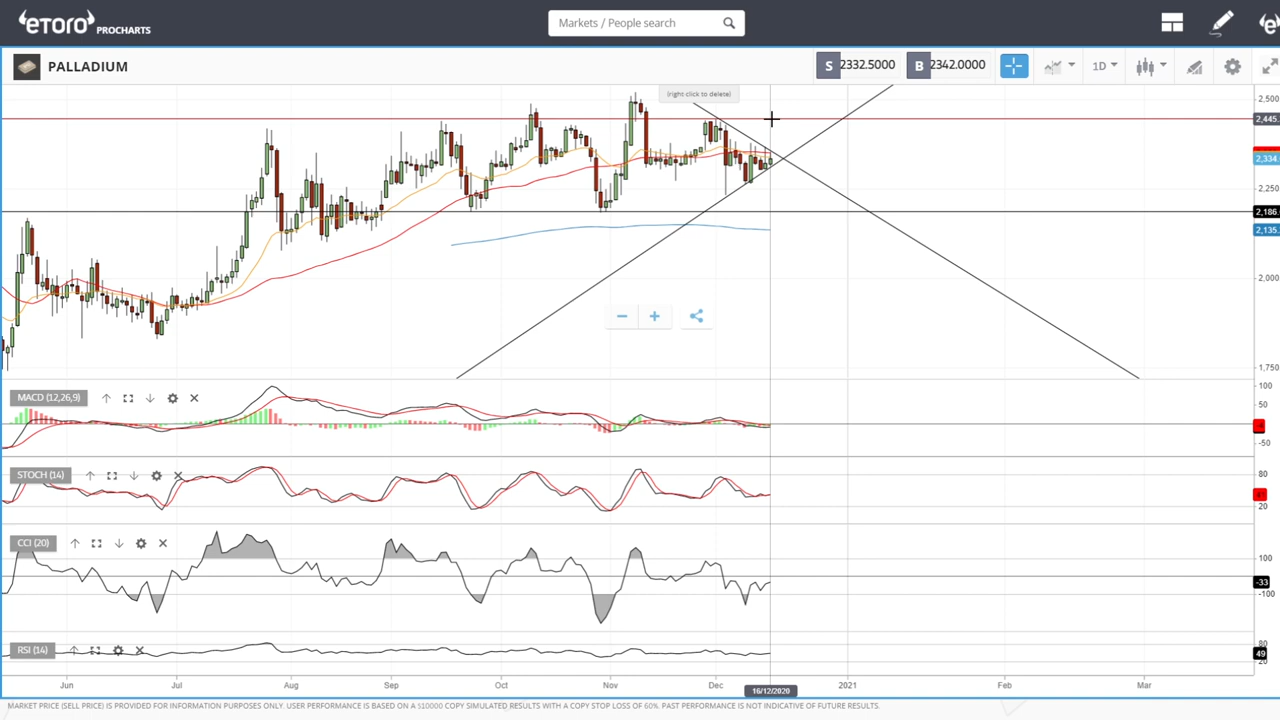 eTORO PROCHARTS
Markets / People search
PALLADIUM
S 2332.5000 B 2342.0000 1D
(right click to delete)
2,500
2,445.
2,334
2,250
2,186.
2,135.
2,000
1,750
MACD (12,26,9)
100
50
-50
STOCH (14)
80
20
CCI (20)
100
-33
-100
RSI (14)
80
49
20
Jun Jul Aug Sep Oct Nov Dec 2021 Feb Mar
16/12/2020
MARKET PRICE (SELL PRICE) IS PROVIDED FOR INFORMATION PURPOSES ONLY. USER PERFORMANCE IS BASED ON A $10000 COPY SIMULATED RESULTS WITH A COPY STOP LOSS OF 60%. PAST PERFORMANCE IS NOT INDICATIVE OF FUTURE RESULTS.